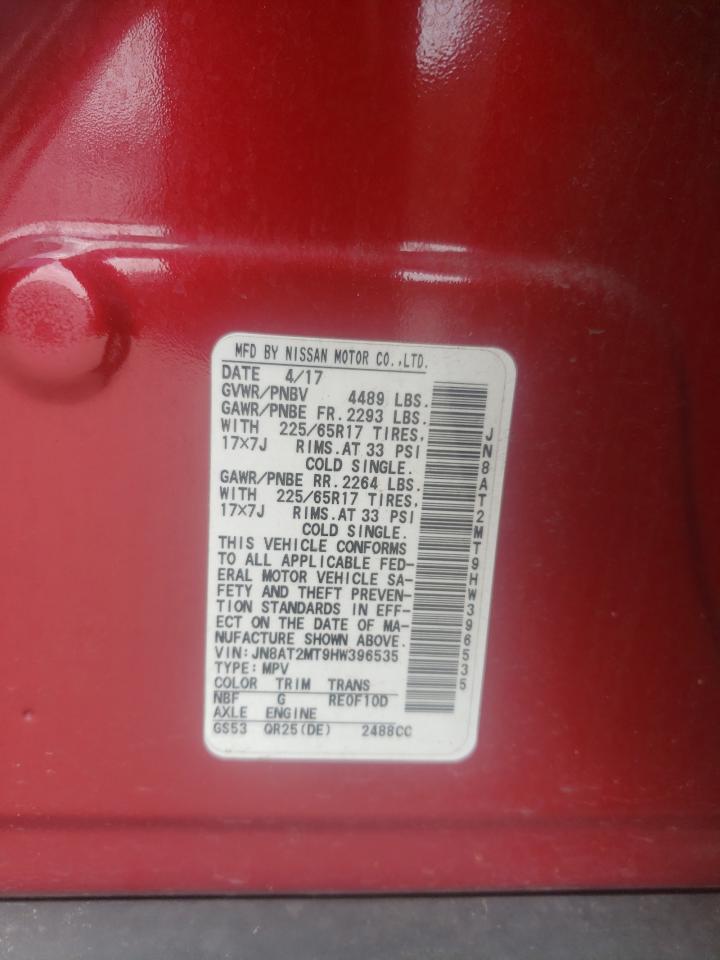 MFD BY NISSAN MOTOR CO.,LTD.
DATE 4/17
GVWR/PNBV 4489 LBS.
GAWR/PNBE FR. 2293 LBS.
WITH 225/65R17 TIRES,
17×7J RIMS.AT 33 PSI
COLD SINGLE.
GAWR/PNBE RR. 2264 LBS.
WITH 225/65R17 TIRES,
17×7J RIMS.AT 33 PSI
COLD SINGLE.
THIS VEHICLE CONFORMS
TO ALL APPLICABLE FED-
ERAL MOTOR VEHICLE SA-
FETY AND THEFT PREVEN-
TION STANDARDS IN EFF-
ECT ON THE DATE OF MA-
NUFACTURE SHOWN ABOVE.
VIN:JN8AT2MT9HW396535
TYPE:MPV
COLOR TRIM TRANS
NBF G RE0F10D
AXLE ENGINE
GS53 QR25(DE) 2488CC
JN8AT2MT9HW396535